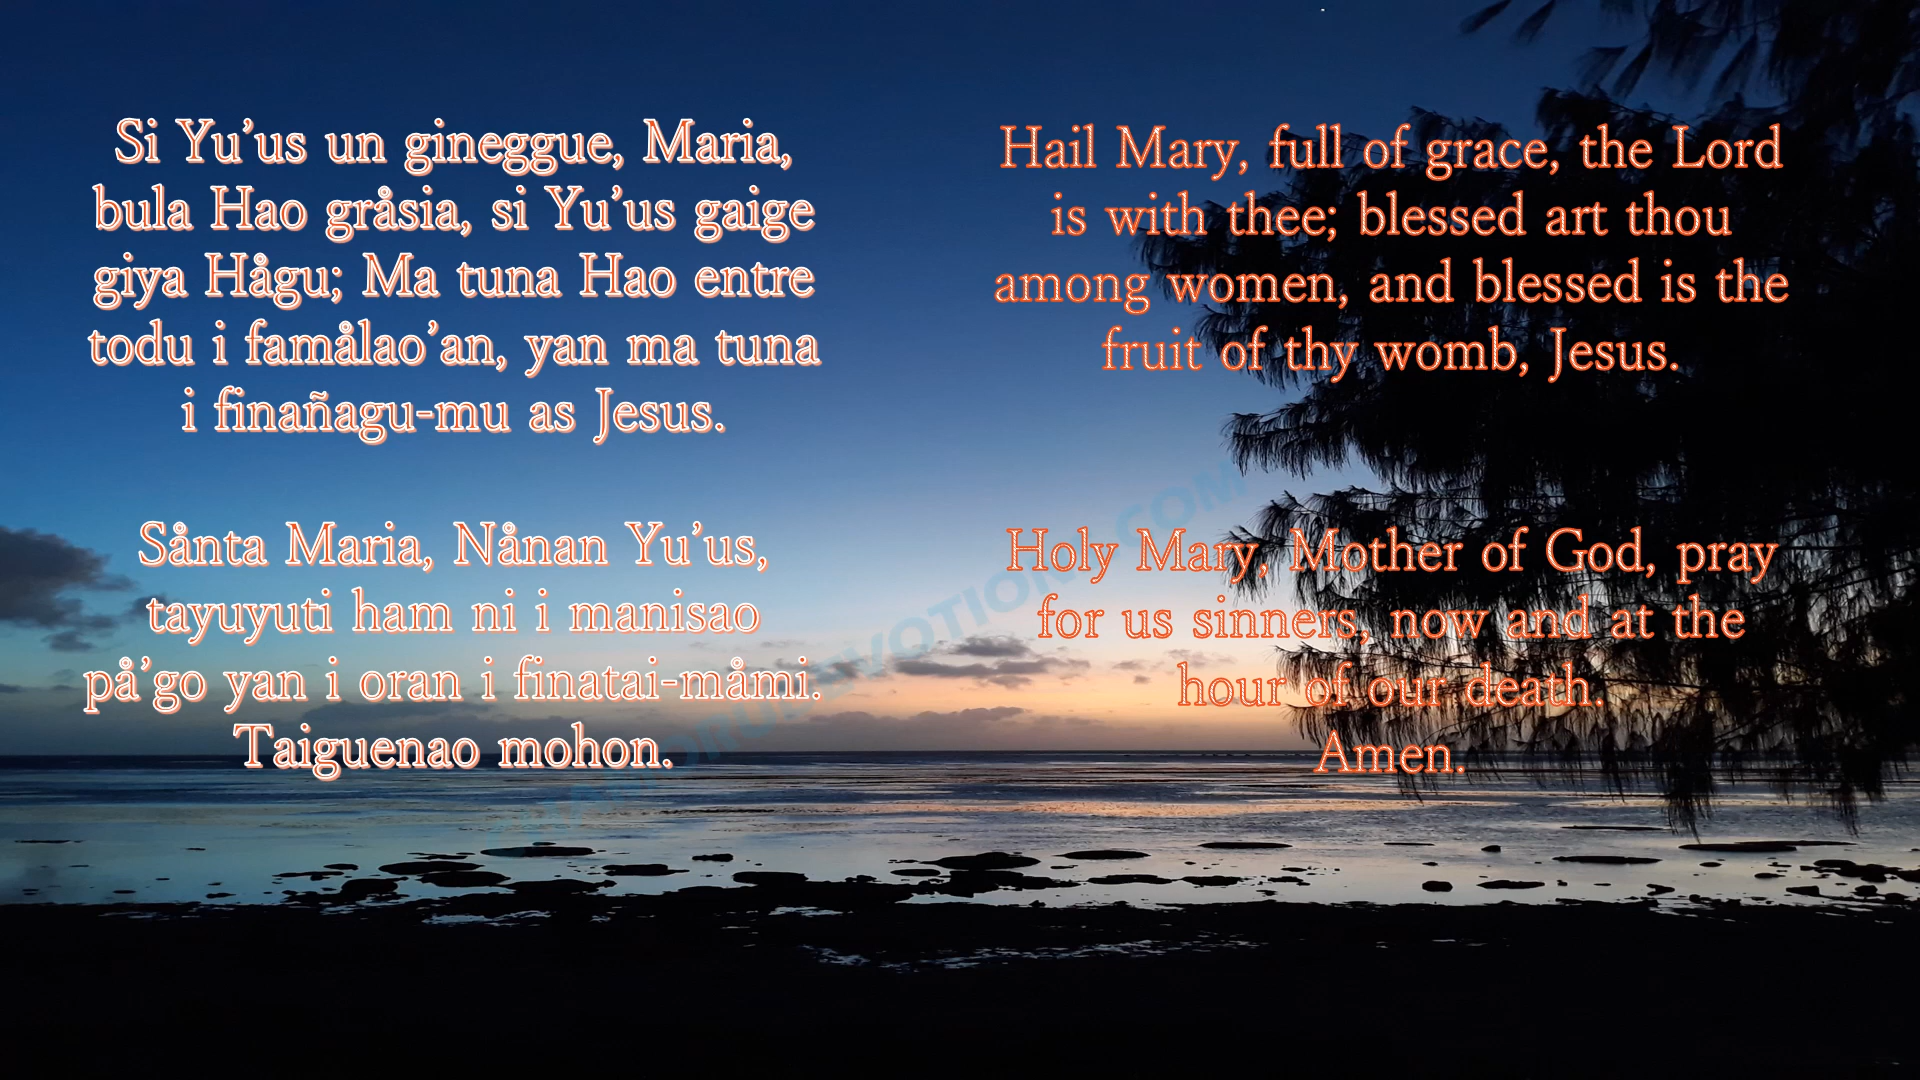 Si Yu’us un gineggue, Maria,
bula Hao gråsia, si Yu’us gaige
giya Hågu; Ma tuna Hao entre
todu i famålao’an, yan ma tuna
i finañagu-mu as Jesus.
Sånta Maria, Nånan Yu’us,
tayuyuti ham ni i manisao
på’go yan i oran i finatai-måmi.
Taiguenao mohon.
Hail Mary, full of grace, the Lord
is with thee; blessed art thou
among women, and blessed is the
fruit of thy womb, Jesus.
Holy Mary, Mother of God, pray
for us sinners, now and at the
hour of our death.
Amen.